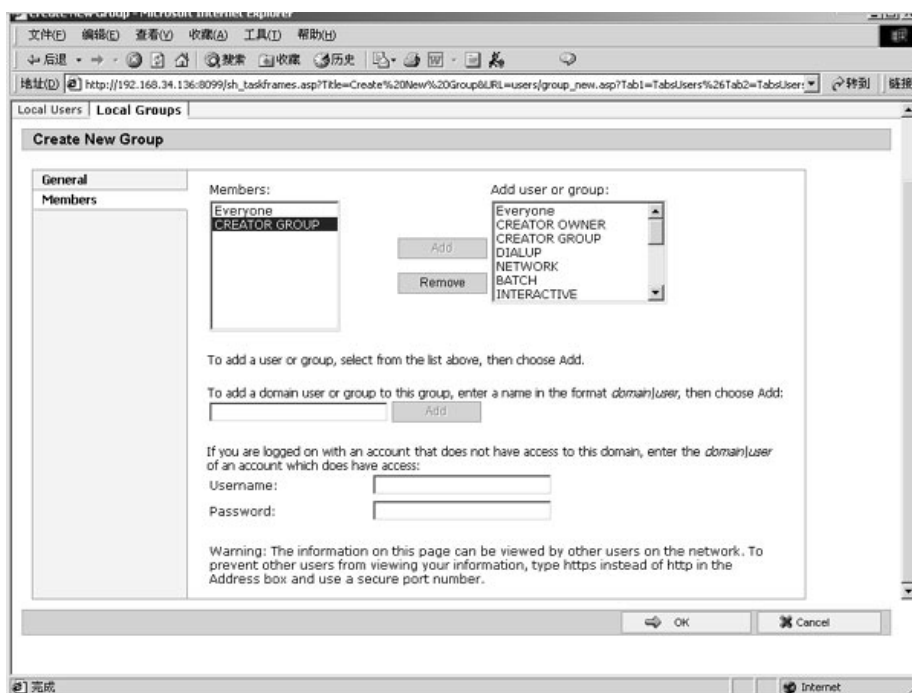 Create New Group - Microsoft Internet Explorer
文件(F) 编辑(E) 查看(V) 收藏(A) 工具(T) 帮助(H)
后退 搜索 收藏 历史
地址(D) http://192.168.34.136:8099/sh_taskframes.asp?Title=Create%20New%20Group&URL=users/group_new.asp?Tab1=TabsUsers%26Tab2=TabsUser: 转到 链接
Local Users Local Groups
Create New Group
General
Members
Members:
Everyone
CREATOR GROUP
Add
Remove
Add user or group:
Everyone
CREATOR OWNER
CREATOR GROUP
DIALUP
NETWORK
BATCH
INTERACTIVE
To add a user or group, select from the list above, then choose Add.
To add a domain user or group to this group, enter a name in the format domain\user, then choose Add:
Add
If you are logged on with an account that does not have access to this domain, enter the domain\user
of an account which does have access:
Username:
Password:
Warning: The information on this page can be viewed by other users on the network. To
prevent other users from viewing your information, type https instead of http in the
Address box and use a secure port number.
OK Cancel
完成 Internet